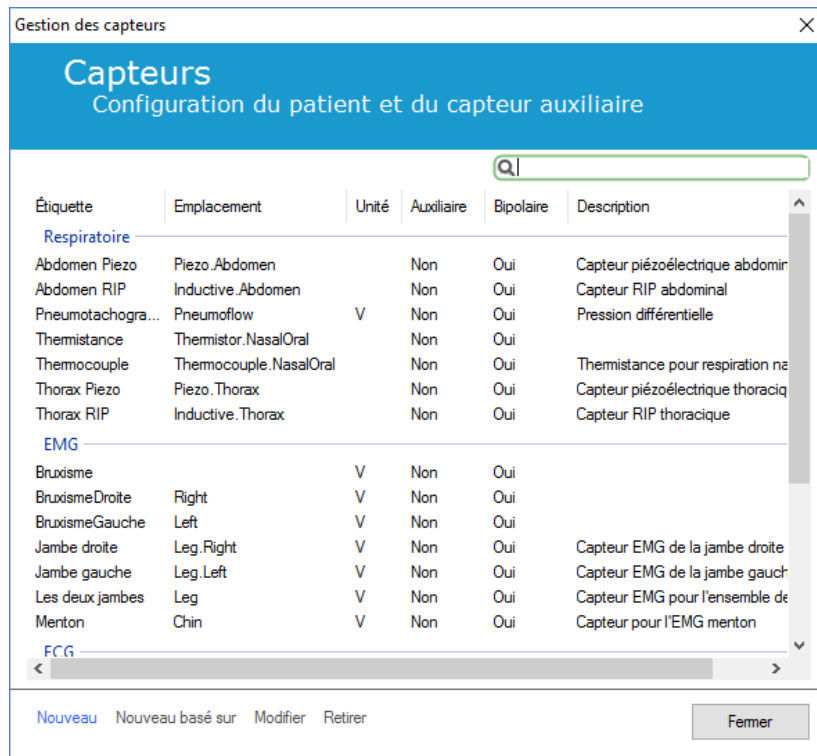 Gestion des capteurs
Capteurs
Configuration du patient et du capteur auxiliaire
Étiquette Emplacement Unité Auxiliaire Bipolaire Description
Respiratoire
Abdomen Piezo Piezo.Abdomen Non Oui Capteur piézoélectrique abdomin
Abdomen RIP Inductive.Abdomen Non Oui Capteur RIP abdominal
Pneumotachogra... Pneumoflow V Non Oui Pression différentielle
Thermistance Thermistor.NasalOral Non Oui
Thermocouple Thermocouple.NasalOral Non Oui Thermistance pour respiration na
Thorax Piezo Piezo.Thorax Non Oui Capteur piézoélectrique thoraciq
Thorax RIP Inductive.Thorax Non Oui Capteur RIP thoracique
EMG
Bruxisme V Non Oui
BruxismeDroite Right V Non Oui
BruxismeGauche Left V Non Oui
Jambe droite Leg.Right V Non Oui Capteur EMG de la jambe droite
Jambe gauche Leg.Left V Non Oui Capteur EMG de la jambe gauch
Les deux jambes Leg V Non Oui Capteur EMG pour l'ensemble de
Menton Chin V Non Oui Capteur pour l'EMG menton
ECG
Nouveau Nouveau basé sur Modifier Retirer Fermer